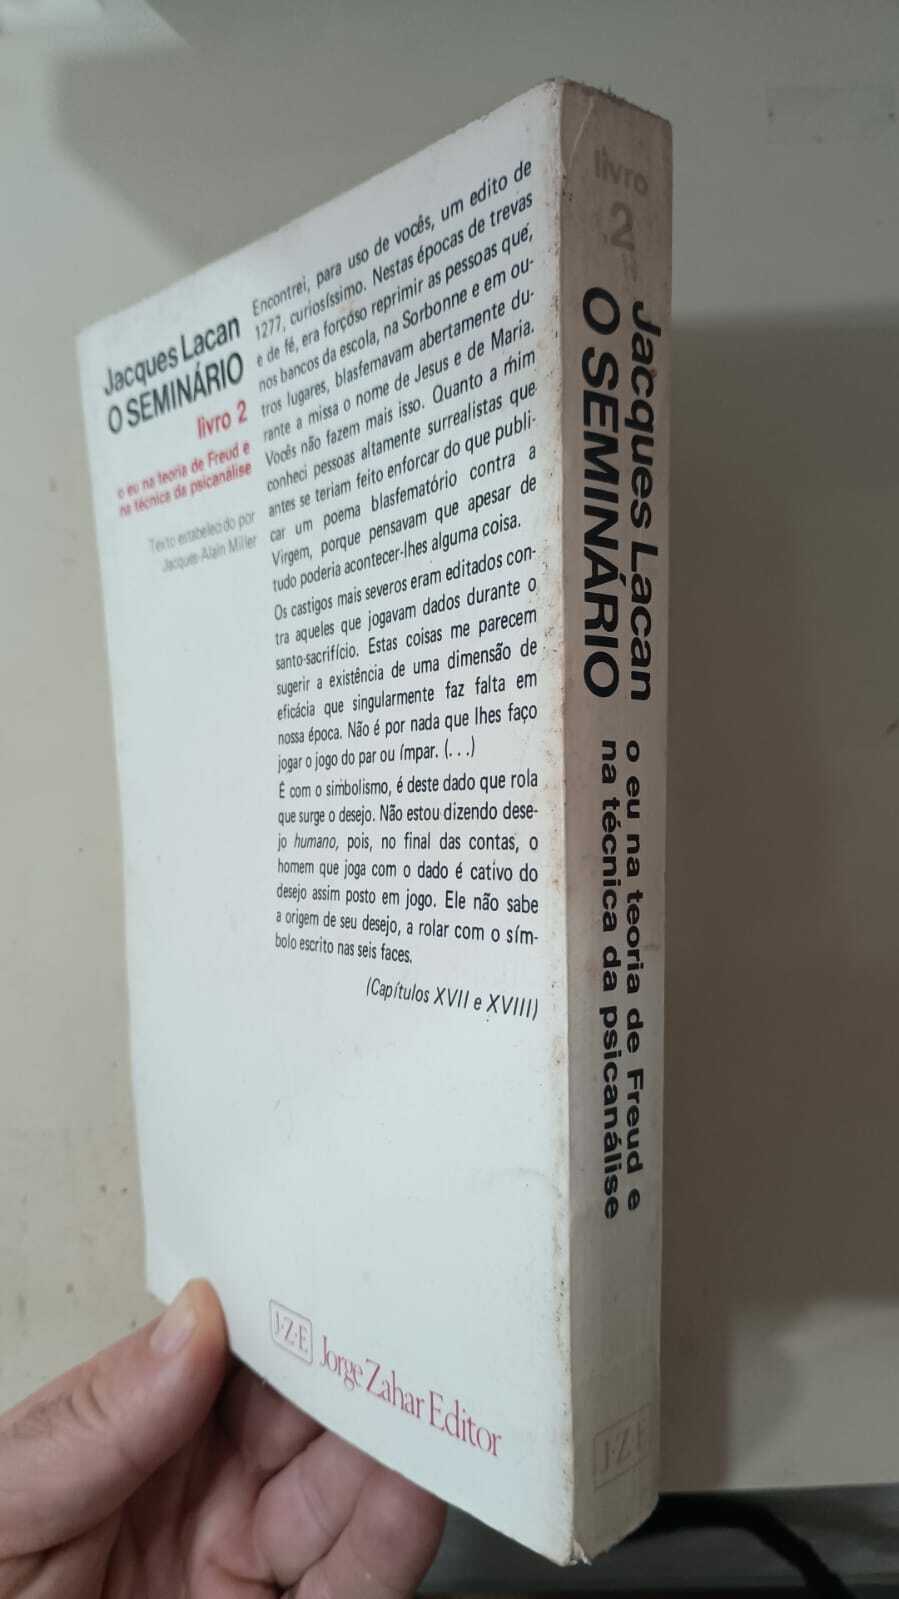 Jacques Lacan
O SEMINÁRIO
livro 2
o eu na teoria de Freud e
na técnica da psicanálise
Texto estabelecido por
Jacques-Alain Miller
Encontrei, para uso de vocês, um edito de
1277, curiosíssimo. Nestas épocas de trevas
e de fé, era forçoso reprimir as pessoas que,
nos bancos da escola, na Sorbonne e em ou-
tros lugares, blasfemavam abertamente du-
rante a missa o nome de Jesus e de Maria.
Vocês não fazem mais isso. Quanto a mim
conheci pessoas altamente surrealistas que
antes se teriam feito enforcar do que publi-
car um poema blasfematório contra a
Virgem, porque pensavam que apesar de
tudo poderia acontecer-lhes alguma coisa.
Os castigos mais severos eram editados con-
tra aqueles que jogavam dados durante o
santo-sacrifício. Estas coisas me parecem
sugerir a existência de uma dimensão de
eficácia que singularmente faz falta em
nossa época. Não é por nada que lhes faço
jogar o jogo do par ou ímpar. (...)
É com o simbolismo, é deste dado que rola
que surge o desejo. Não estou dizendo dese-
jo humano, pois, no final das contas, o
homem que joga com o dado é cativo do
desejo assim posto em jogo. Ele não sabe
a origem de seu desejo, a rolar com o sím-
bolo escrito nas seis faces.
(Capítulos XVII e XVIII)
J·Z·E
Jorge Zahar Editor
livro
2
Jacques Lacan
O SEMINÁRIO
o eu na teoria de Freud e
na técnica da psicanálise
J·Z·E